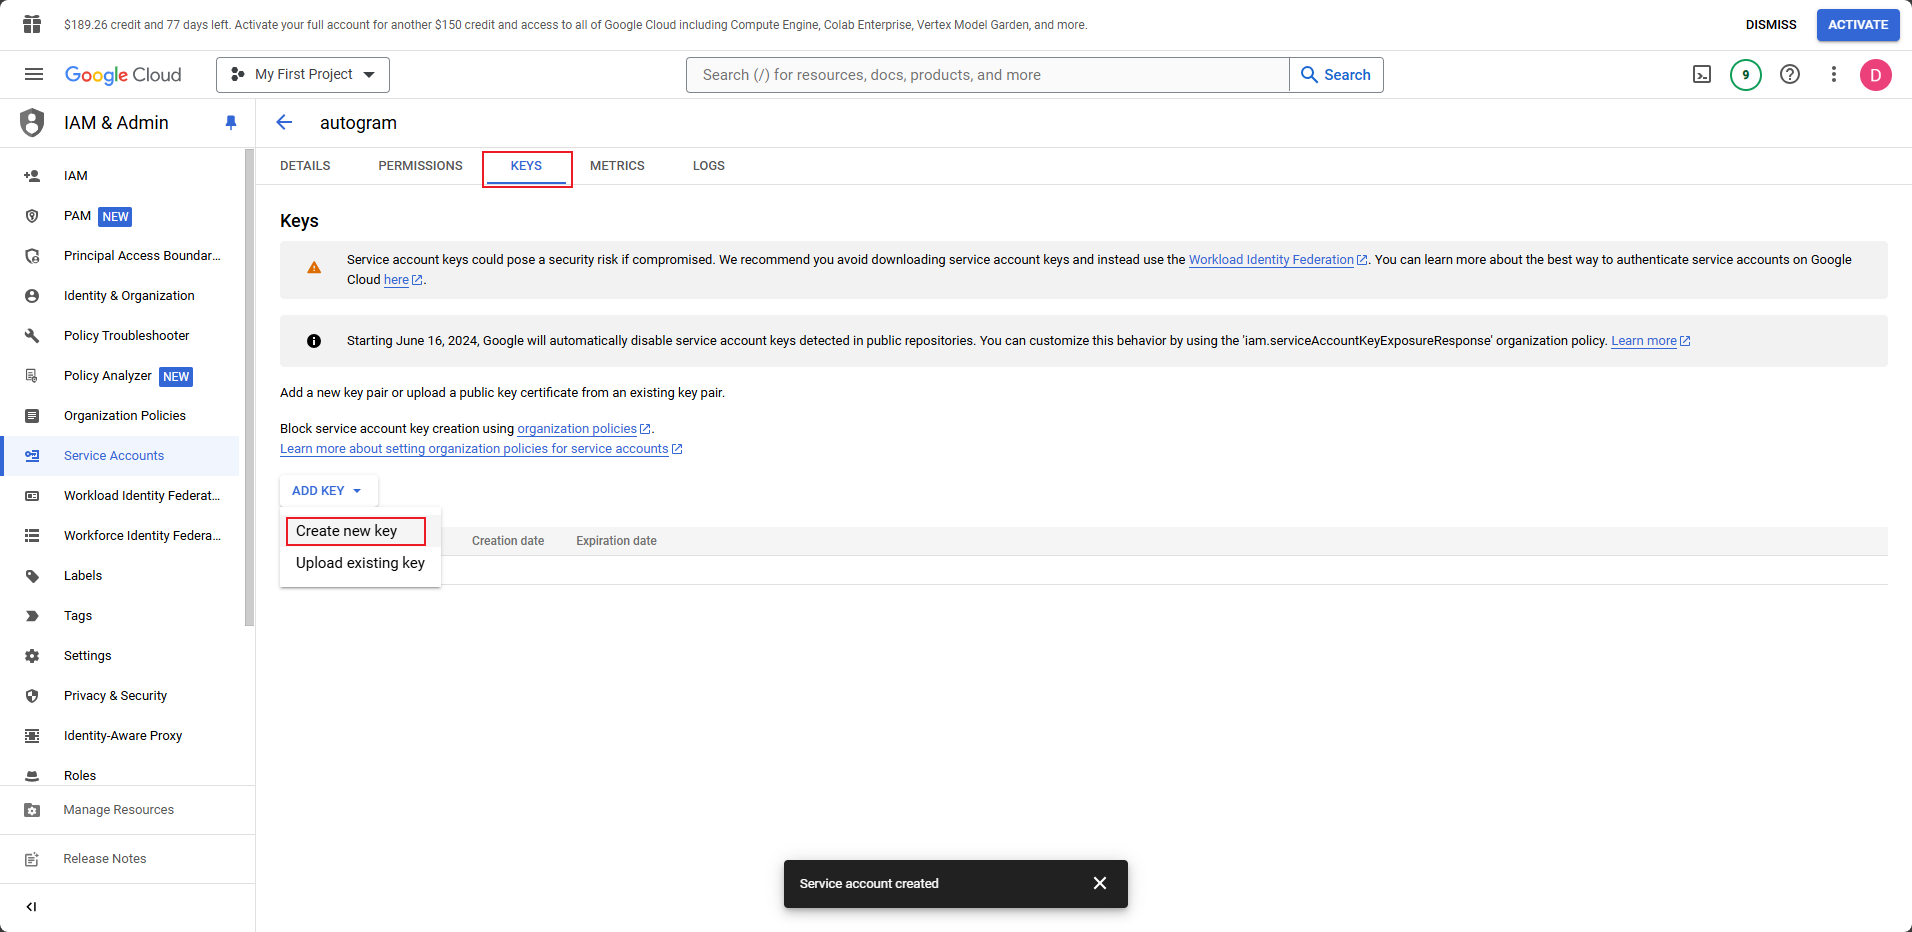 $189.26 credit and 77 days left. Activate your full account for another $150 credit and access to all of Google Cloud including Compute Engine, Colab Enterprise, Vertex Model Garden, and more.
DISMISS
ACTIVATE
Google Cloud
My First Project
Search (/) for resources, docs, products, and more
Search
9
D
IAM & Admin
autogram
DETAILS
PERMISSIONS
KEYS
METRICS
LOGS
IAM
PAM NEW
Principal Access Boundar...
Identity & Organization
Policy Troubleshooter
Policy Analyzer NEW
Organization Policies
Service Accounts
Workload Identity Federat...
Workforce Identity Federa...
Labels
Tags
Settings
Privacy & Security
Identity-Aware Proxy
Roles
Manage Resources
Release Notes
Keys
Service account keys could pose a security risk if compromised. We recommend you avoid downloading service account keys and instead use the Workload Identity Federation. You can learn more about the best way to authenticate service accounts on Google
Cloud here.
Starting June 16, 2024, Google will automatically disable service account keys detected in public repositories. You can customize this behavior by using the 'iam.serviceAccountKeyExposureResponse' organization policy. Learn more
Add a new key pair or upload a public key certificate from an existing key pair.
Block service account key creation using organization policies.
Learn more about setting organization policies for service accounts
ADD KEY
Create new key
Upload existing key
Creation date
Expiration date
Service account created